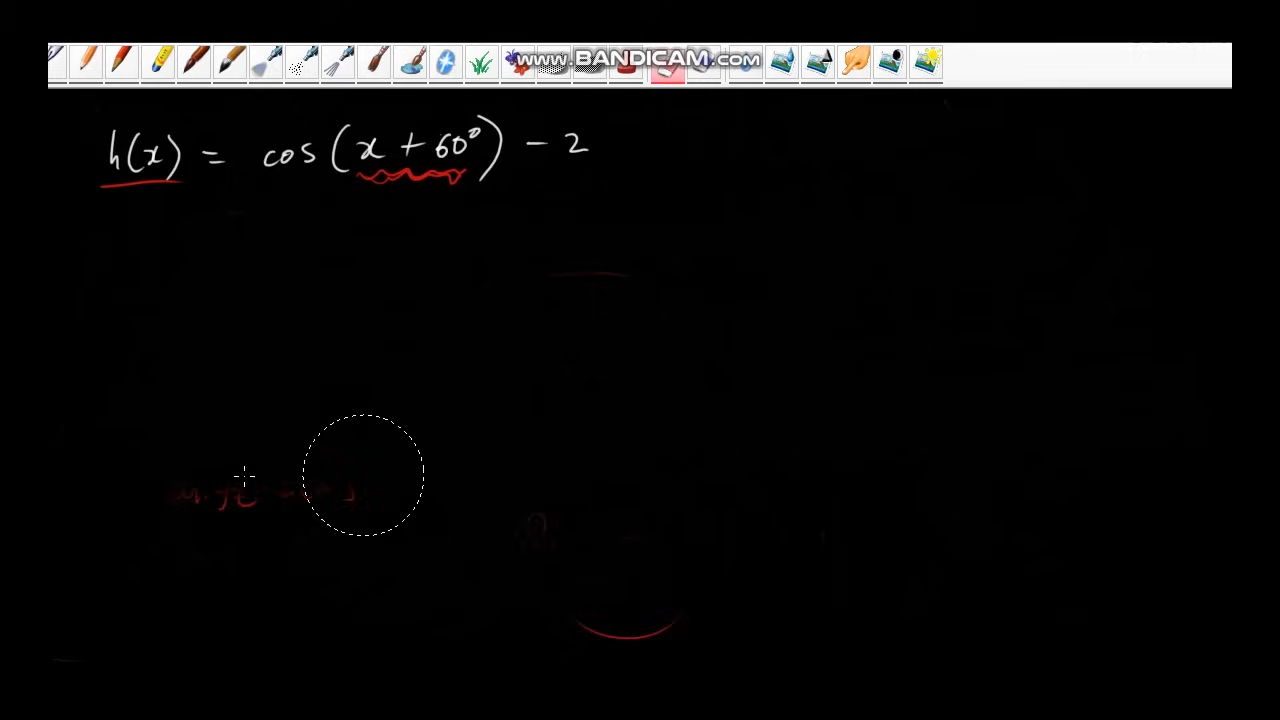 www.BANDICAM.com
h(x) = cos(x + 60°) - 2